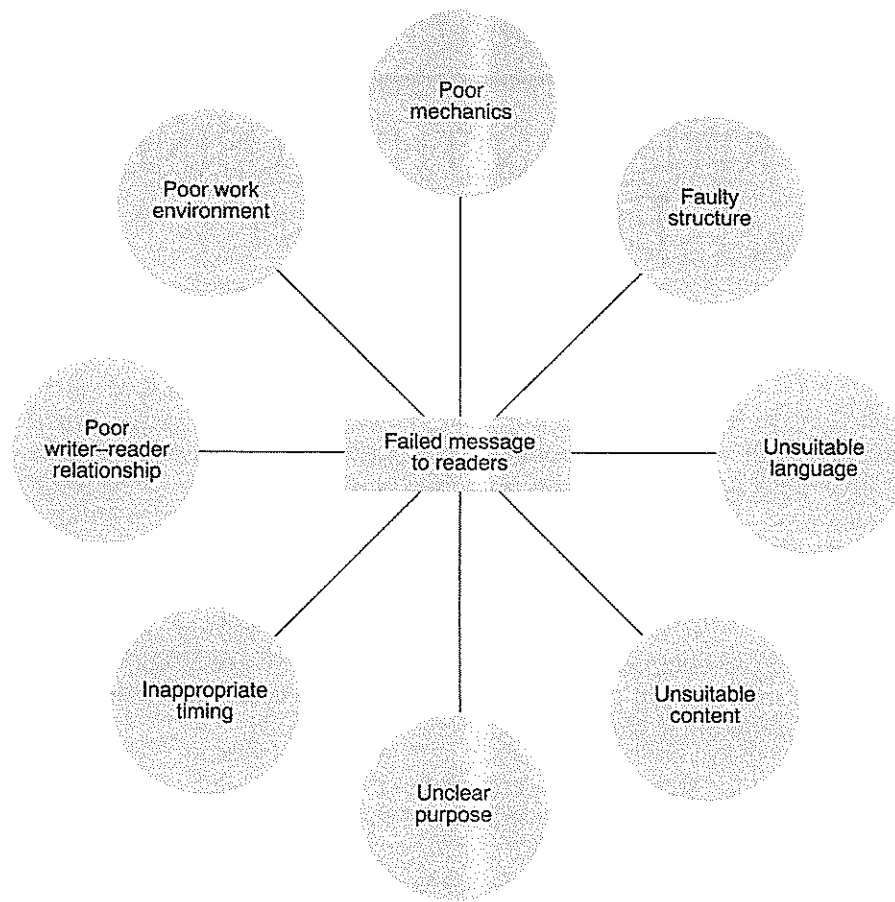 Poor
mechanics
Poor work
environment
Faulty
structure
Poor
writer–reader
relationship
Failed message
to readers
Unsuitable
language
Inappropriate
timing
Unsuitable
content
Unclear
purpose